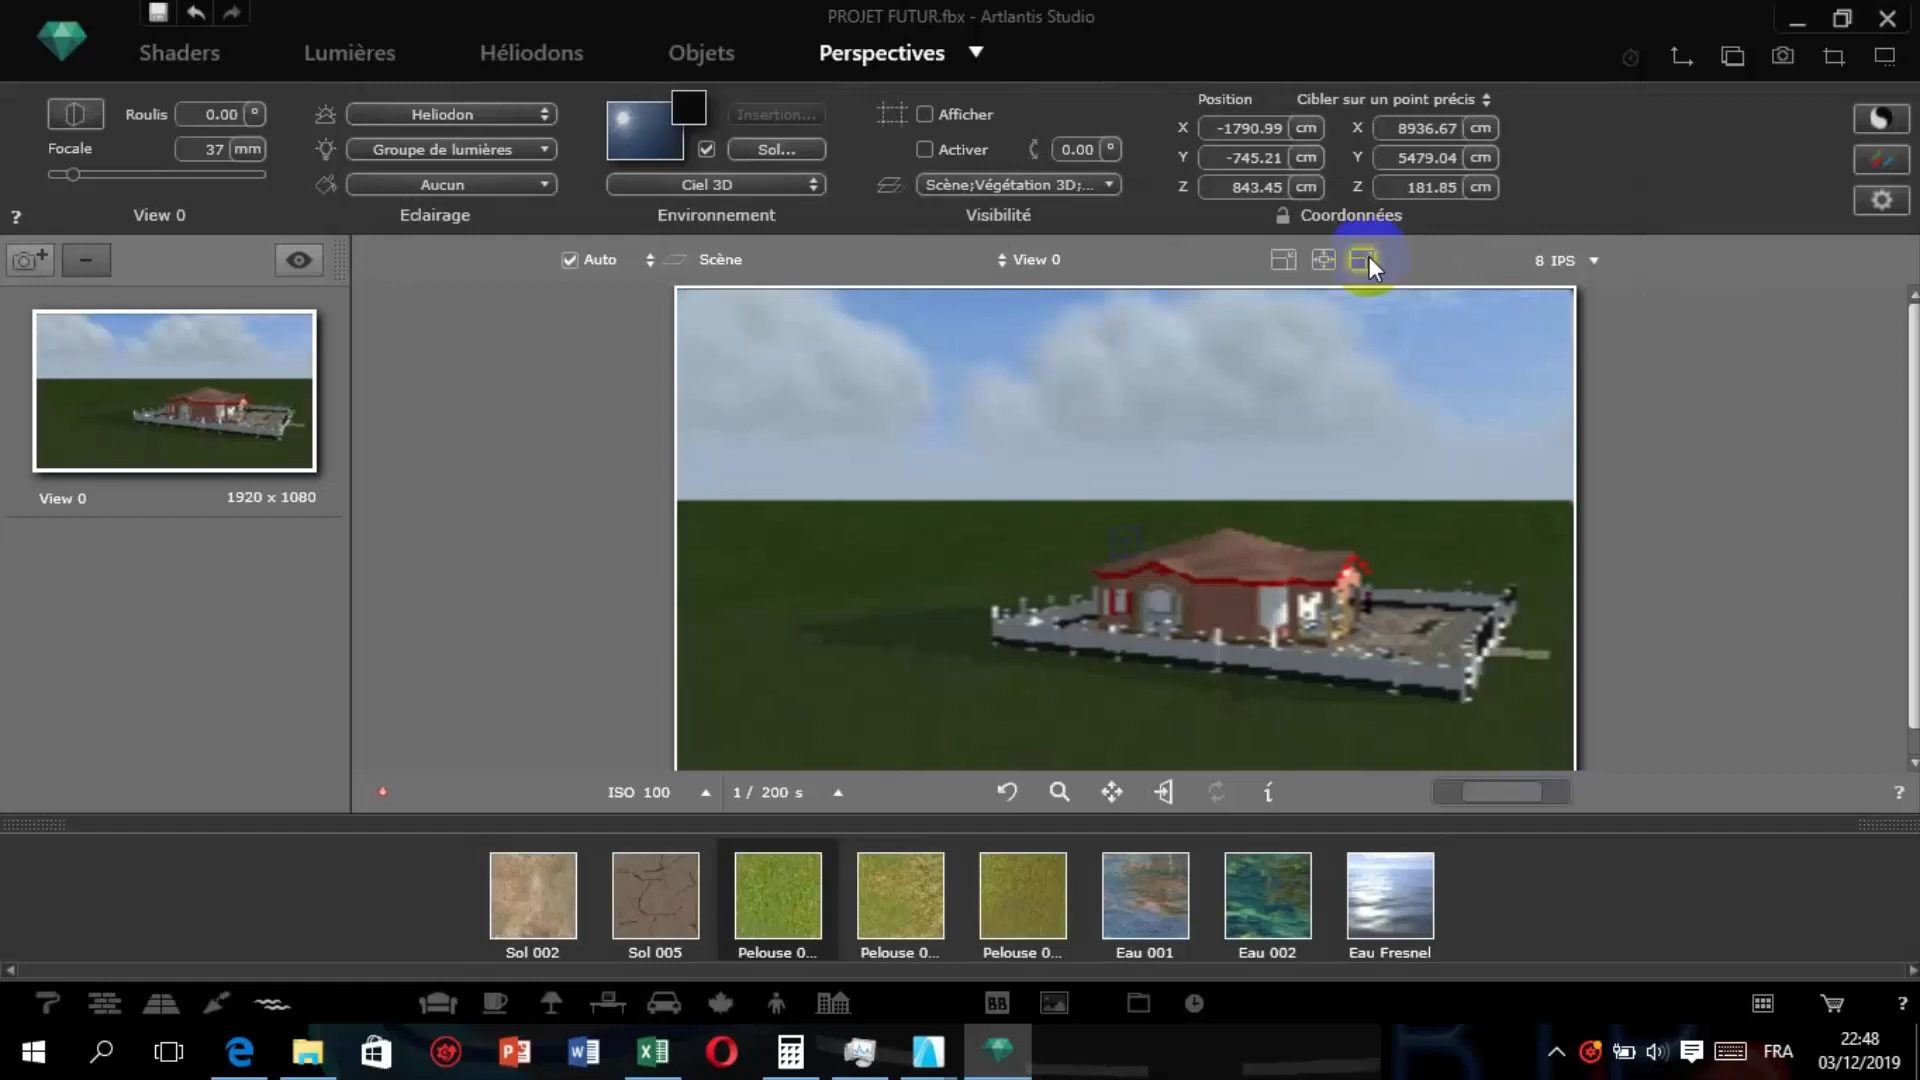 PROJET FUTUR.fbx - Artlantis Studio
Shaders
Lumières
Héliodons
Objets
Perspectives
Roulis
0.00
°
Focale
37
mm
?
View 0
Heliodon
Groupe de lumières
Aucun
Eclairage
Insertion...
Sol...
Ciel 3D
Environnement
Afficher
Activer
0.00
°
Scène;Végétation 3D;...
Visibilité
Position
Cibler sur un point précis
X
-1790.99
cm
X
8936.67
cm
Y
-745.21
cm
Y
5479.04
cm
Z
843.45
cm
Z
181.85
cm
Coordonnées
Auto
Scène
View 0
8 IPS
View 0
1920 x 1080
ISO 100
1 / 200 s
i
?
Sol 002
Sol 005
Pelouse 0...
Pelouse 0...
Pelouse 0...
Eau 001
Eau 002
Eau Fresnel
BB
?
FRA
22:48
03/12/2019